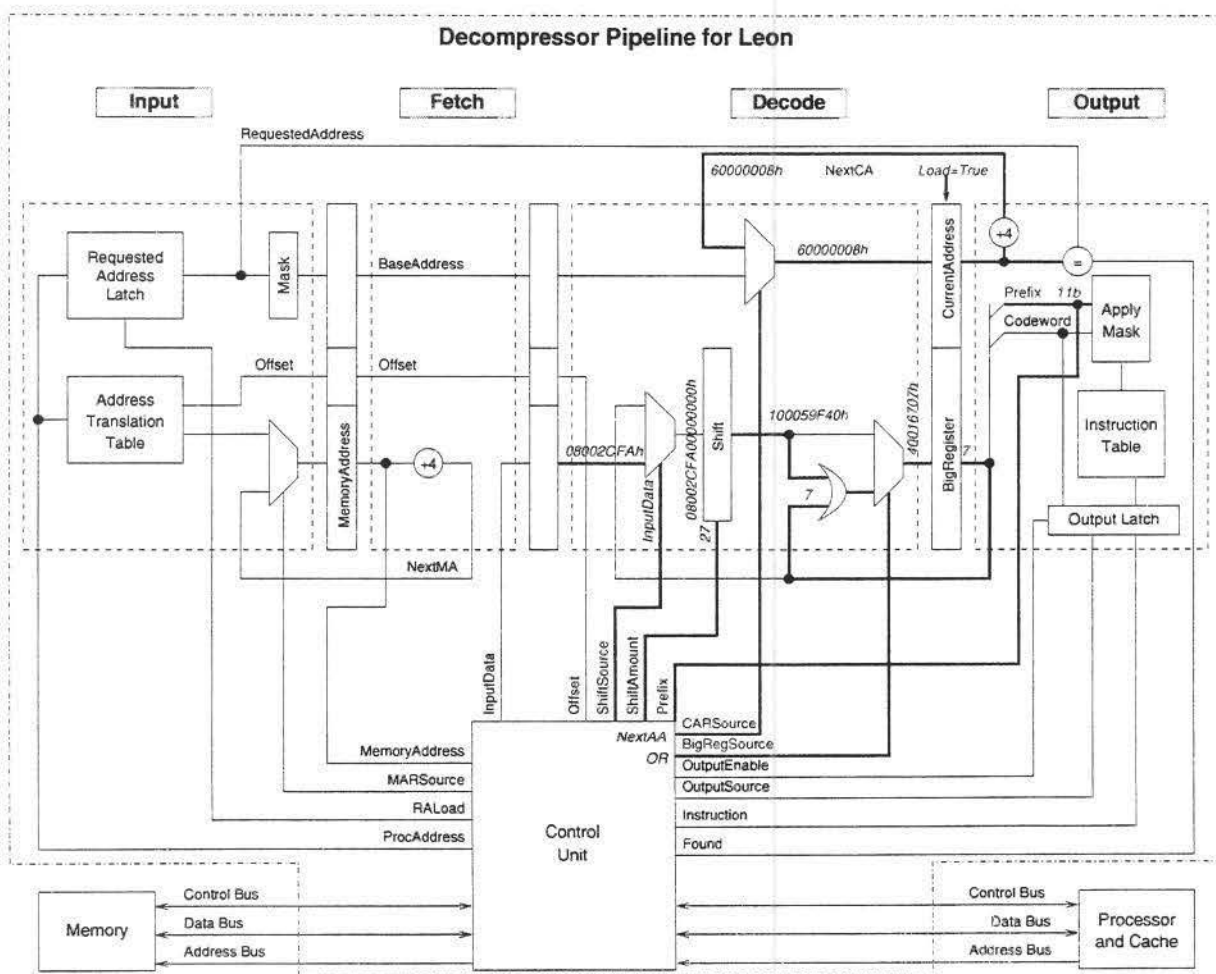 Decompressor Pipeline for Leon
Input
Fetch
Decode
Output
RequestedAddress
60000008h
NextCA
Load=True
Requested
Address
Latch
Mask
BaseAddress
60000008h
CurrentAddress
+4
=
Prefix
11b
Codeword
Apply
Mask
Address
Translation
Table
Offset
Offset
MemoryAddress
+4
08002CFAh
InputData
08002CFA00000000h
Shift
27
100059F40h
7
40016707h
BigRegister
7
Instruction
Table
Output Latch
NextMA
InputData
Offset
ShiftSource
ShiftAmount
Prefix
NextAA
CARSource
OR
BigRegSource
MemoryAddress
OutputEnable
MARSource
OutputSource
RALoad
Instruction
ProcAddress
Found
Control
Unit
Memory
Control Bus
Data Bus
Address Bus
Control Bus
Data Bus
Address Bus
Processor
and Cache